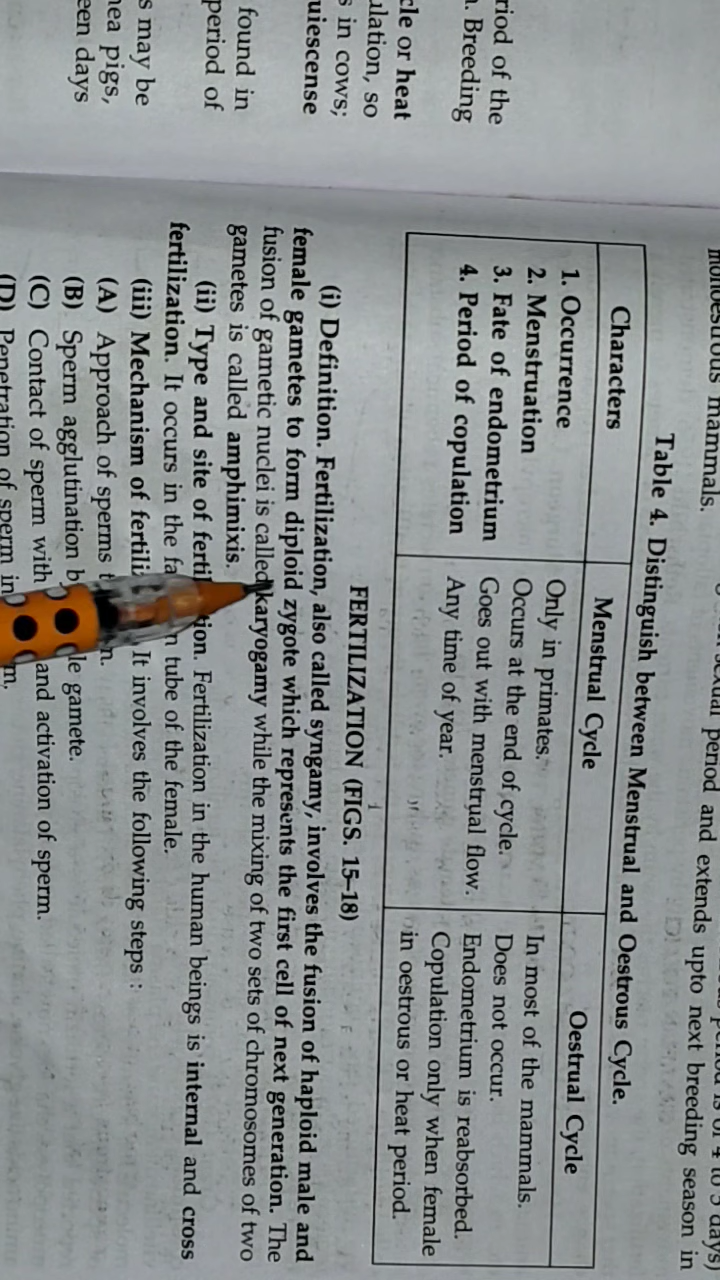 riod of the
. Breeding
cle or heat
ulation, so
s in cows;
uiescense
found in
period of
s may be
nea pigs,
een days
period and extends upto next breeding season in
mammals.
Table 4. Distinguish between Menstrual and Oestrous Cycle.
Characters Menstrual Cycle Oestrual Cycle
1. Occurrence Only in primates. In most of the mammals.
2. Menstruation Occurs at the end of cycle. Does not occur.
3. Fate of endometrium Goes out with menstrual flow. Endometrium is reabsorbed.
4. Period of copulation Any time of year. Copulation only when female
in oestrous or heat period.
FERTILIZATION (FIGS. 15–18)
(i) Definition. Fertilization, also called syngamy, involves the fusion of haploid male and
female gametes to form diploid zygote which represents the first cell of next generation. The
fusion of gametic nuclei is called karyogamy while the mixing of two sets of chromosomes of two
gametes is called amphimixis.
(ii) Type and site of ferti tion. Fertilization in the human beings is internal and cross
fertilization. It occurs in the fa n tube of the female.
(iii) Mechanism of fertili It involves the following steps :
(A) Approach of sperms t m.
(B) Sperm agglutination b le gamete.
(C) Contact of sperm with and activation of sperm.
(D) Penetration of sperm in m.